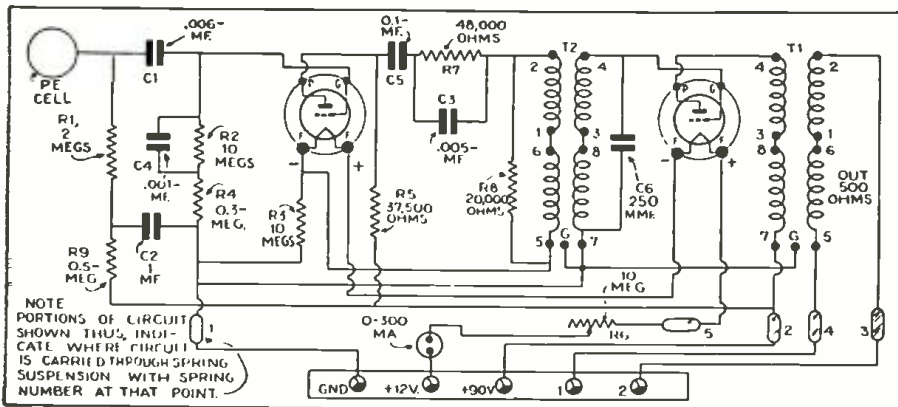 .006-
MF.
C1
PE
CELL
R1,
2
MEGS
C4
.001-
MF.
R2
10
MEGS
R4
0.3-
MEG.
C2
1
MF
R9
0.5-
MEG
P
G
F
F
-
+
R3
10
MEGS
0.1-
MF.
C5
48,000
OHMS
R7
C3
.005-
MF
R5
37,500
OHMS
R8
20,000
OHMS
T2
2
4
1
3
6
8
5
G
7
C6
250
MMF.
P
G
F
F
-
+
T1
4
2
3
1
8
6
7
G
5
OUT
500
OHMS
10
MEG
R6
5
2
4
3
0-300
MA
1
NOTE
PORTIONS OF CIRCUIT
SHOWN THUS, INDI-
CATE WHERE CIRCUIT
IS CARRIED THROUGH SPRING
SUSPENSION WITH SPRING
NUMBER AT THAT POINT.
GND
+12V.
+90V
1
2